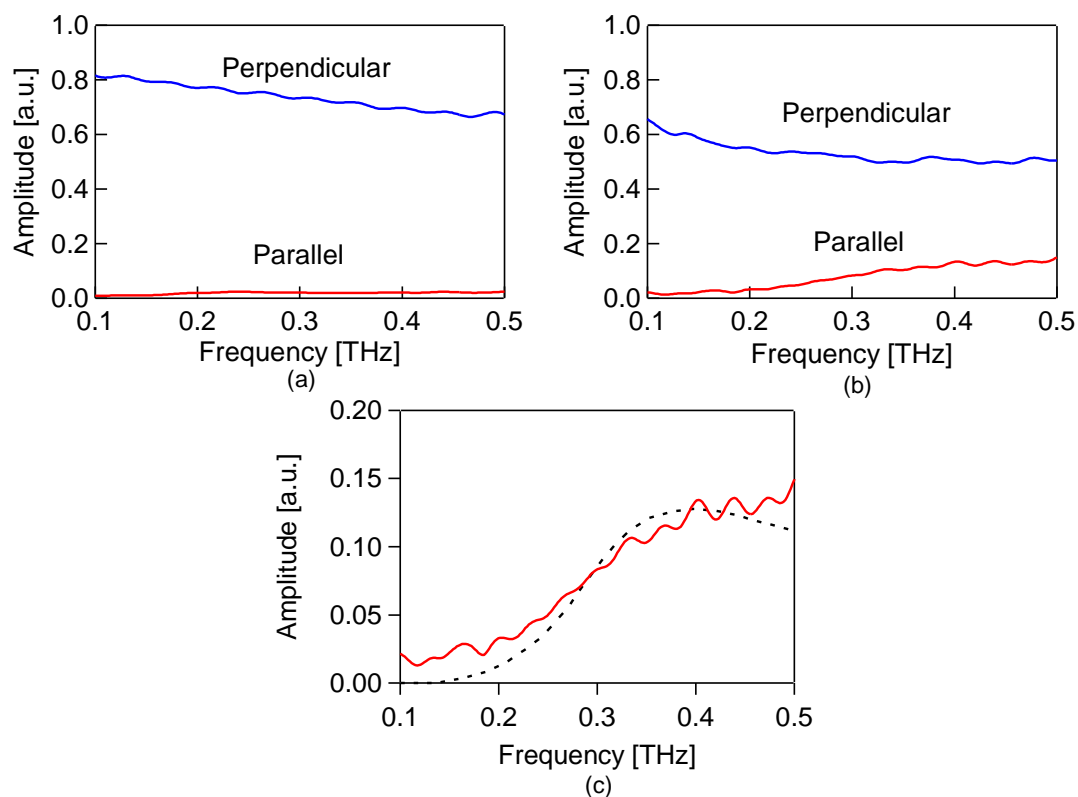 1.0
0.8
0.6
0.4
0.2
0.0
Amplitude [a.u.]
Perpendicular
Parallel
0.1 0.2 0.3 0.4 0.5
Frequency [THz]
(a)
1.0
0.8
0.6
0.4
0.2
0.0
Amplitude [a.u.]
Perpendicular
Parallel
0.1 0.2 0.3 0.4 0.5
Frequency [THz]
(b)
0.20
0.15
0.10
0.05
0.00
Amplitude [a.u.]
0.1 0.2 0.3 0.4 0.5
Frequency [THz]
(c)